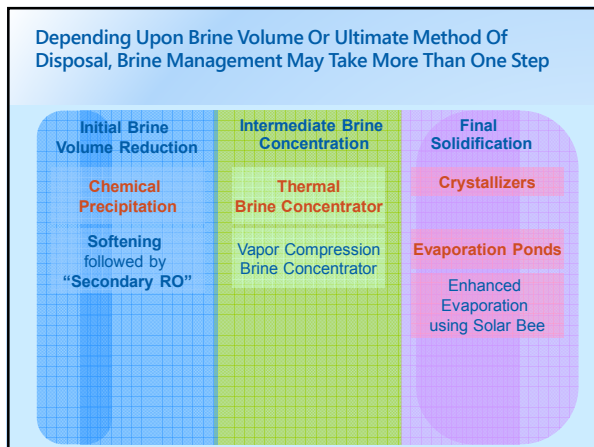 Depending Upon Brine Volume Or Ultimate Method Of
Disposal, Brine Management May Take More Than One Step
Initial Brine
Volume Reduction
Chemical
Precipitation
Softening
followed by
“Secondary RO”
Intermediate Brine
Concentration
Thermal
Brine Concentrator
Vapor Compression
Brine Concentrator
Final
Solidification
Crystallizers
Evaporation Ponds
Enhanced
Evaporation
using Solar Bee